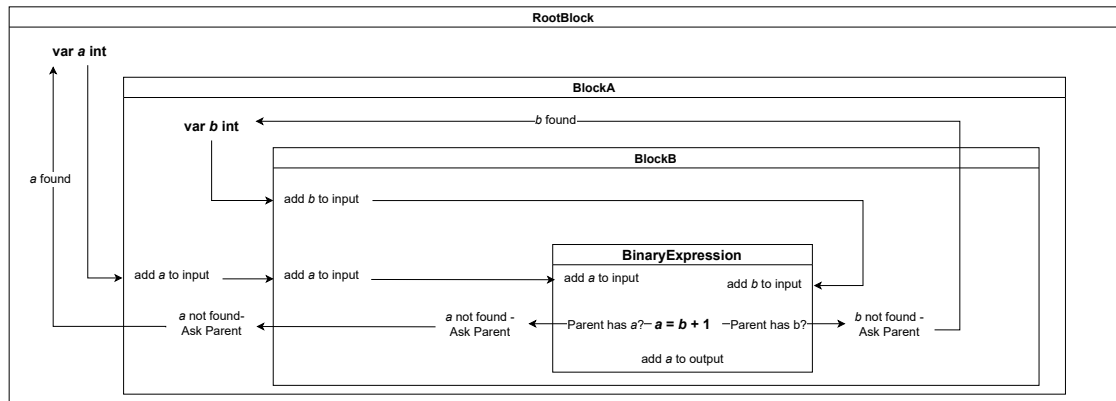 RootBlock
var a int
BlockA
var b int
b found
BlockB
a found
add b to input
BinaryExpression
add a to input
add a to input
add a to input
add b to input
a not found-
Ask Parent
a not found -
Ask Parent
Parent has a?
a = b + 1
Parent has b?
b not found -
Ask Parent
add a to output